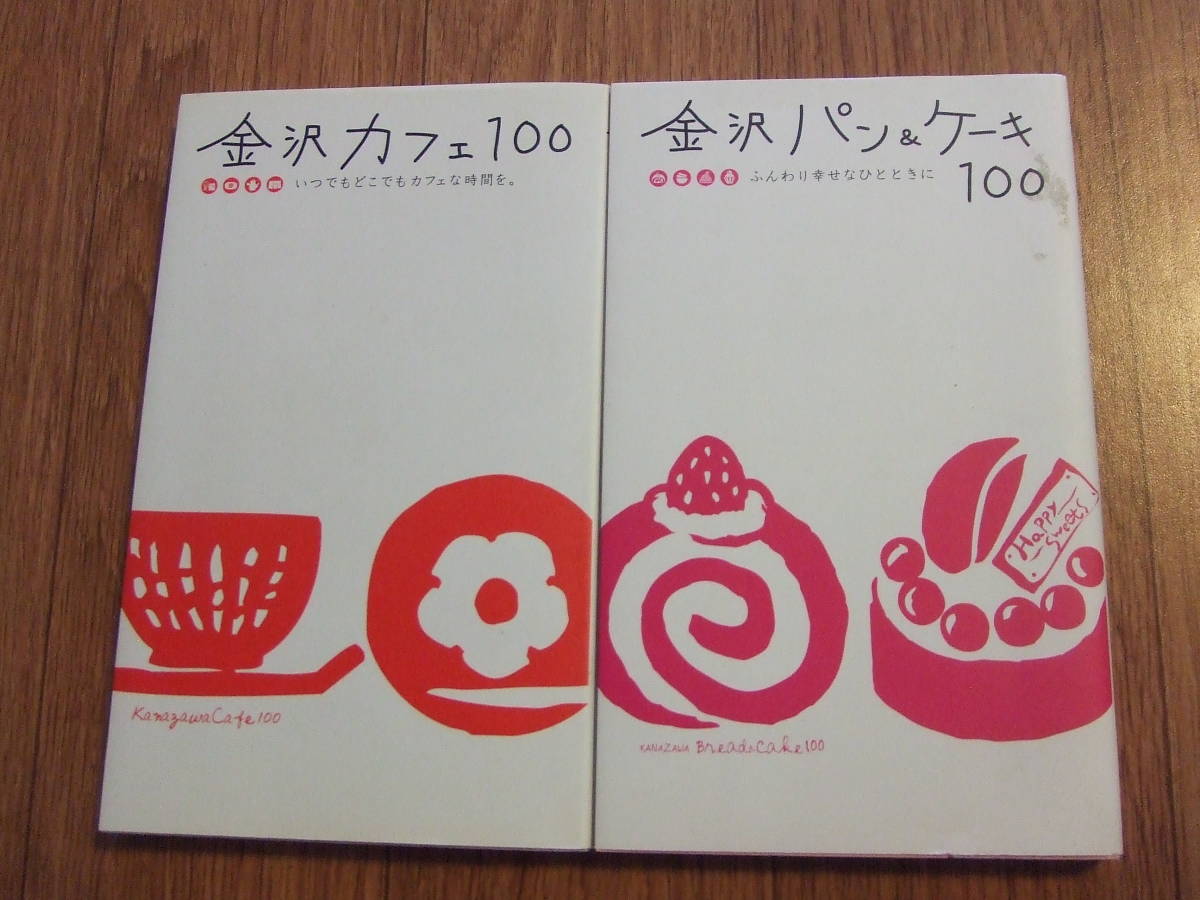 金沢カフェ100
いつでもどこでもカフェな時間を。
KanazawaCafe100
金沢パン&ケーキ
100
ふんわり幸せなひとときに
Happy
Sweets
KANAZAWA Bread&Cake100